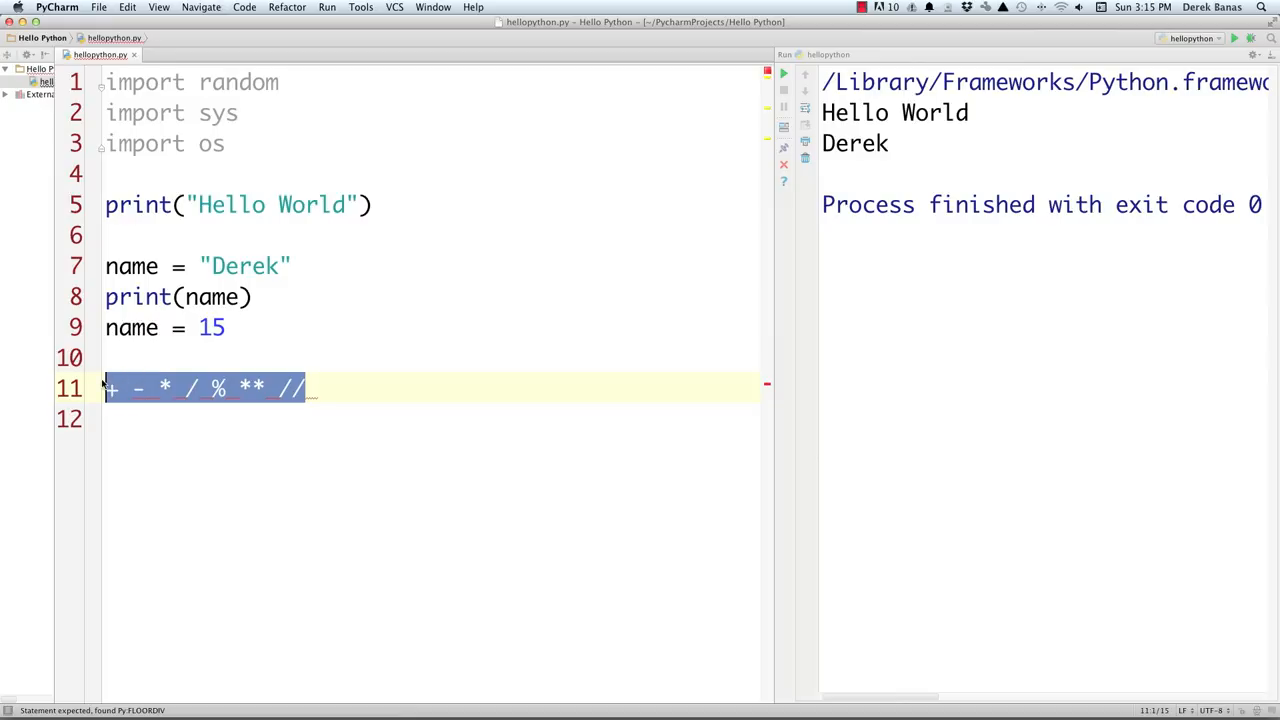 PyCharm File Edit View Navigate Code Refactor Run Tools VCS Window Help 10 Sun 3:15 PM Derek Banas
hellopython.py - Hello Python - [~/PycharmProjects/Hello Python]
Hello Python hellopython.py hellopython
hellopython.py Run hellopython
Hello P
hell
Extern
1 import random
2 import sys
3 import os
4
5 print("Hello World")
6
7 name = "Derek"
8 print(name)
9 name = 15
10
11 + - * / % ** //
12
/Library/Frameworks/Python.framewo
Hello World
Derek
Process finished with exit code 0
Statement expected, found Py:FLOORDIV 11:1/15 LF UTF-8